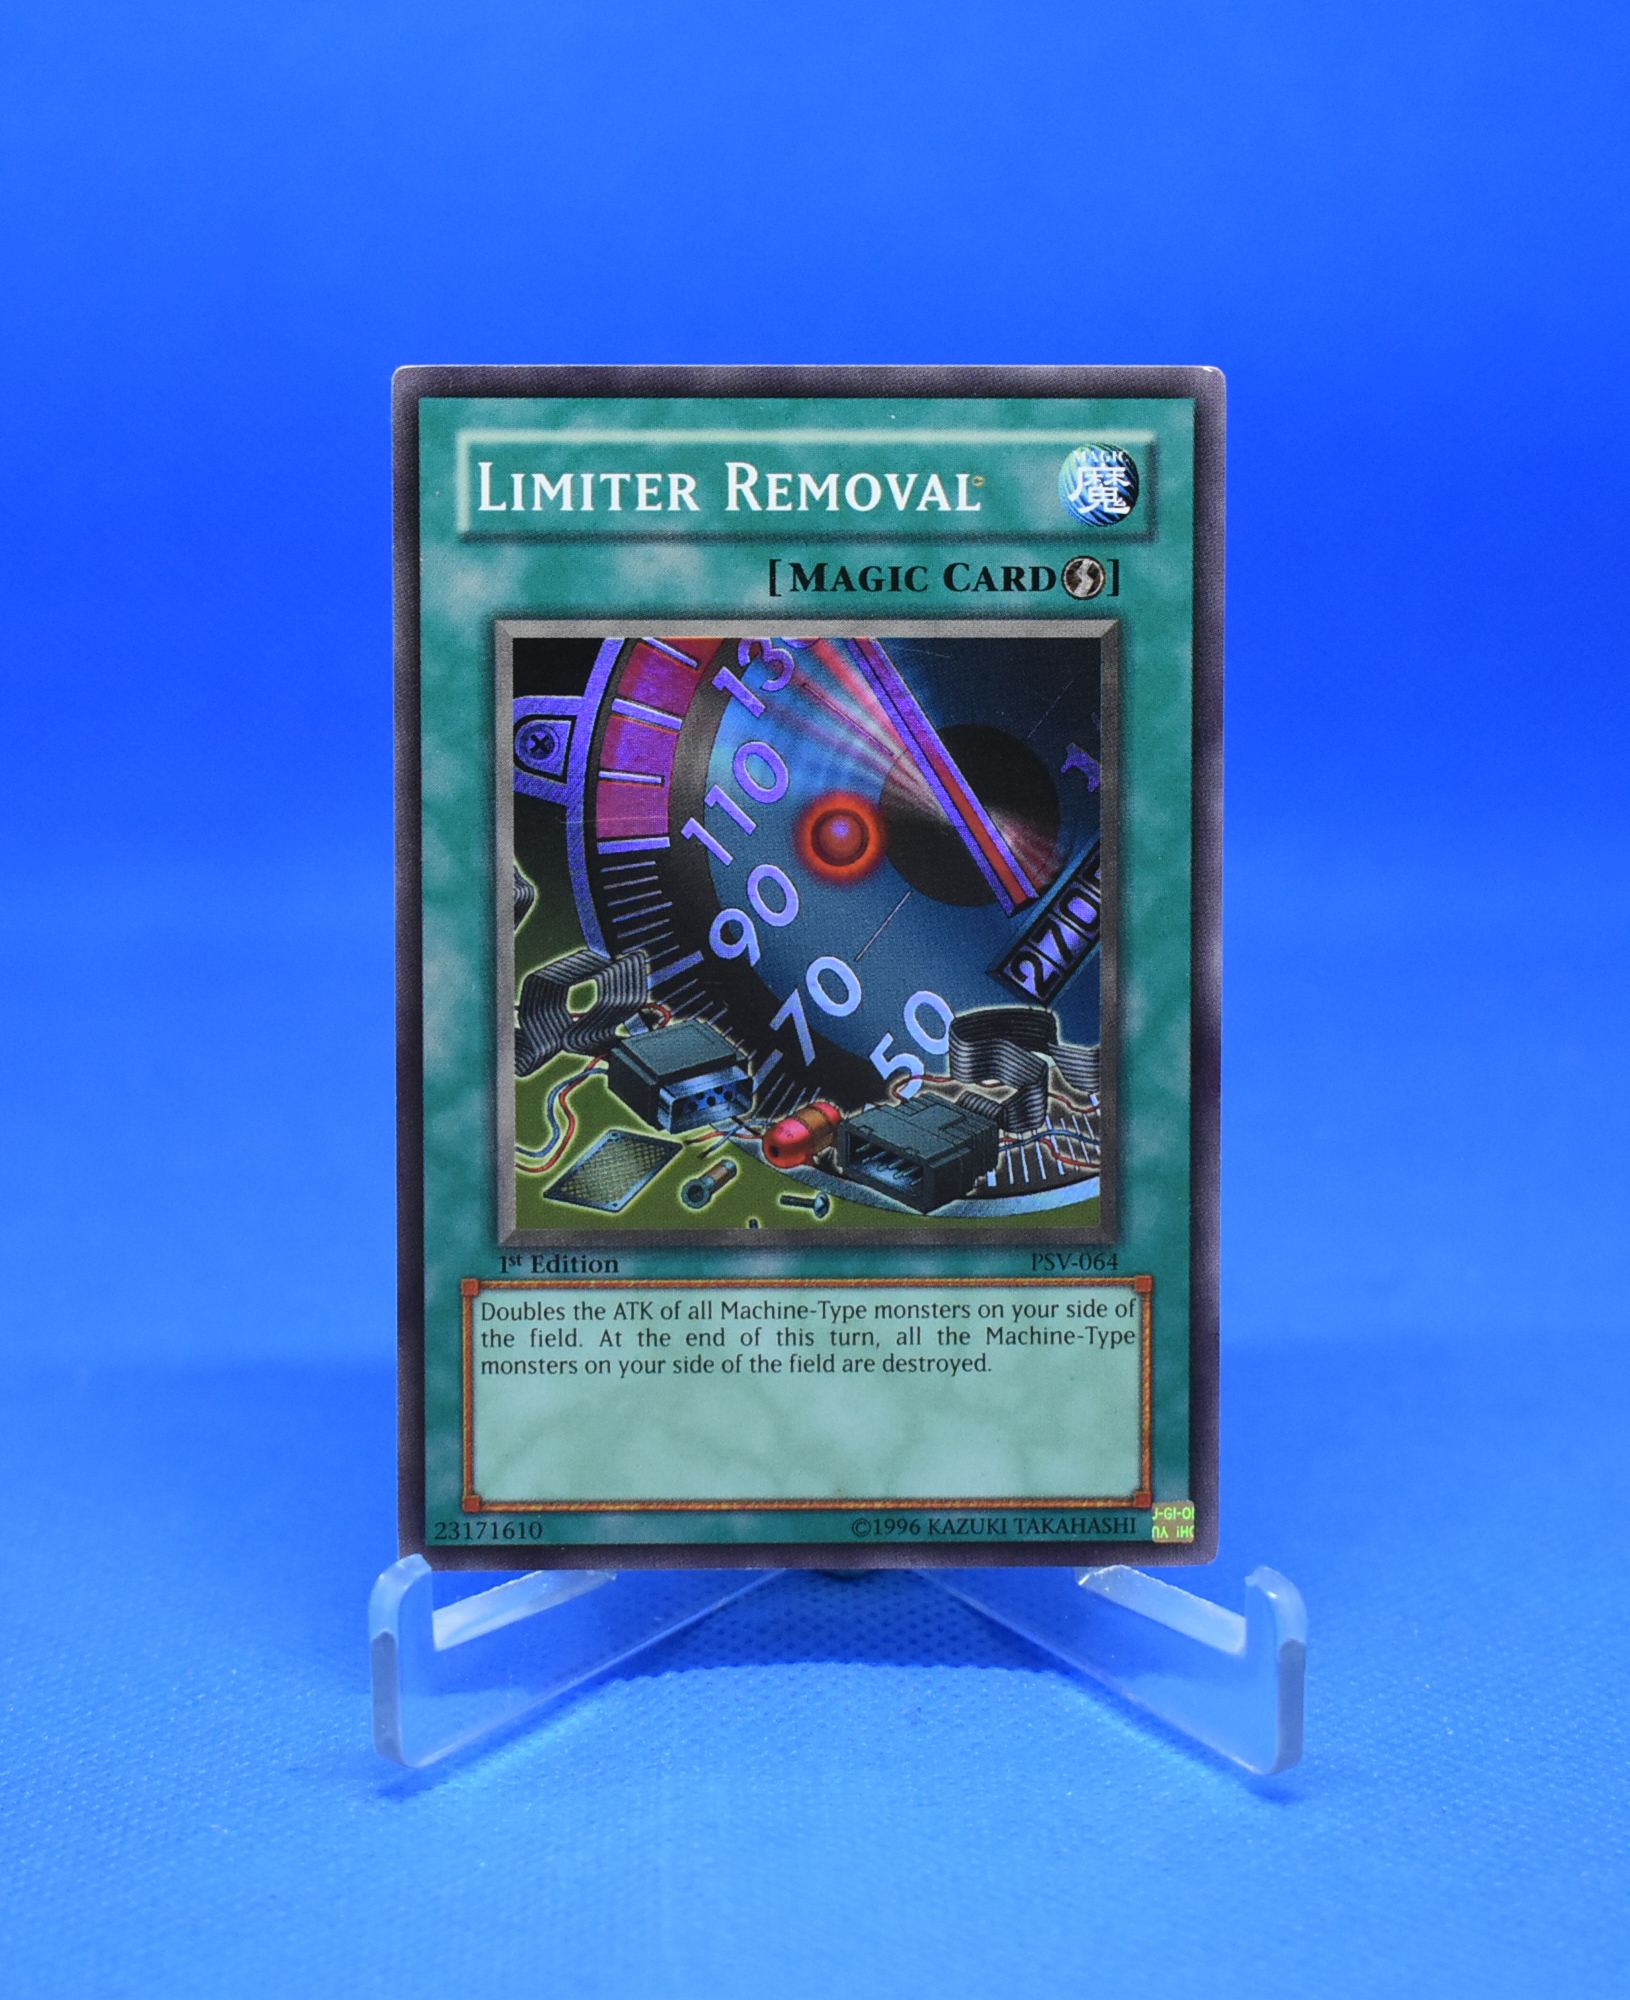 LIMITER REMOVAL
MAGIC
魔
[MAGIC CARD]
130
110
90
70
50
270
1st Edition
PSV-064
Doubles the ATK of all Machine-Type monsters on your side of
the field. At the end of this turn, all the Machine-Type
monsters on your side of the field are destroyed.
23171610
©1996 KAZUKI TAKAHASHI